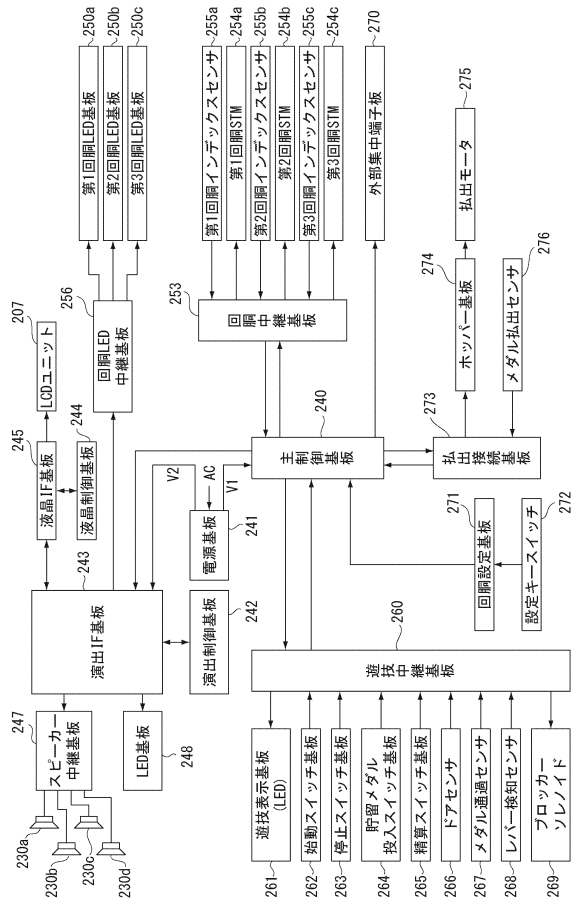 230a
230b
230c
230d
247
スピーカー
中継基板
LED基板
248
243
演出IF基板
演出制御基板
242
245
液晶IF基板
207
LCDユニット
244
液晶制御基板
256
回胴LED
中継基板
第1回胴LED基板
250a
第2回胴LED基板
250b
第3回胴LED基板
250c
V2
AC
V1
電源基板
241
240
主制御基板
253
回胴中継基板
第1回胴インデックスセンサ
255a
第1回胴STM
254a
第2回胴インデックスセンサ
255b
第2回胴STM
254b
第3回胴インデックスセンサ
255c
第3回胴STM
254c
外部集中端子板
270
273
払出接続基板
274
ホッパー基板
払出モータ
275
メダル払出センサ
276
271
回胴設定基板
設定キースイッチ
272
260
遊技中継基板
遊技表示基板
(LED)
261
始動スイッチ基板
262
停止スイッチ基板
263
貯留メダル
投入スイッチ基板
264
精算スイッチ基板
265
ドアセンサ
266
メダル通過センサ
267
レバー検知センサ
268
ブロッカー
ソレノイド
269